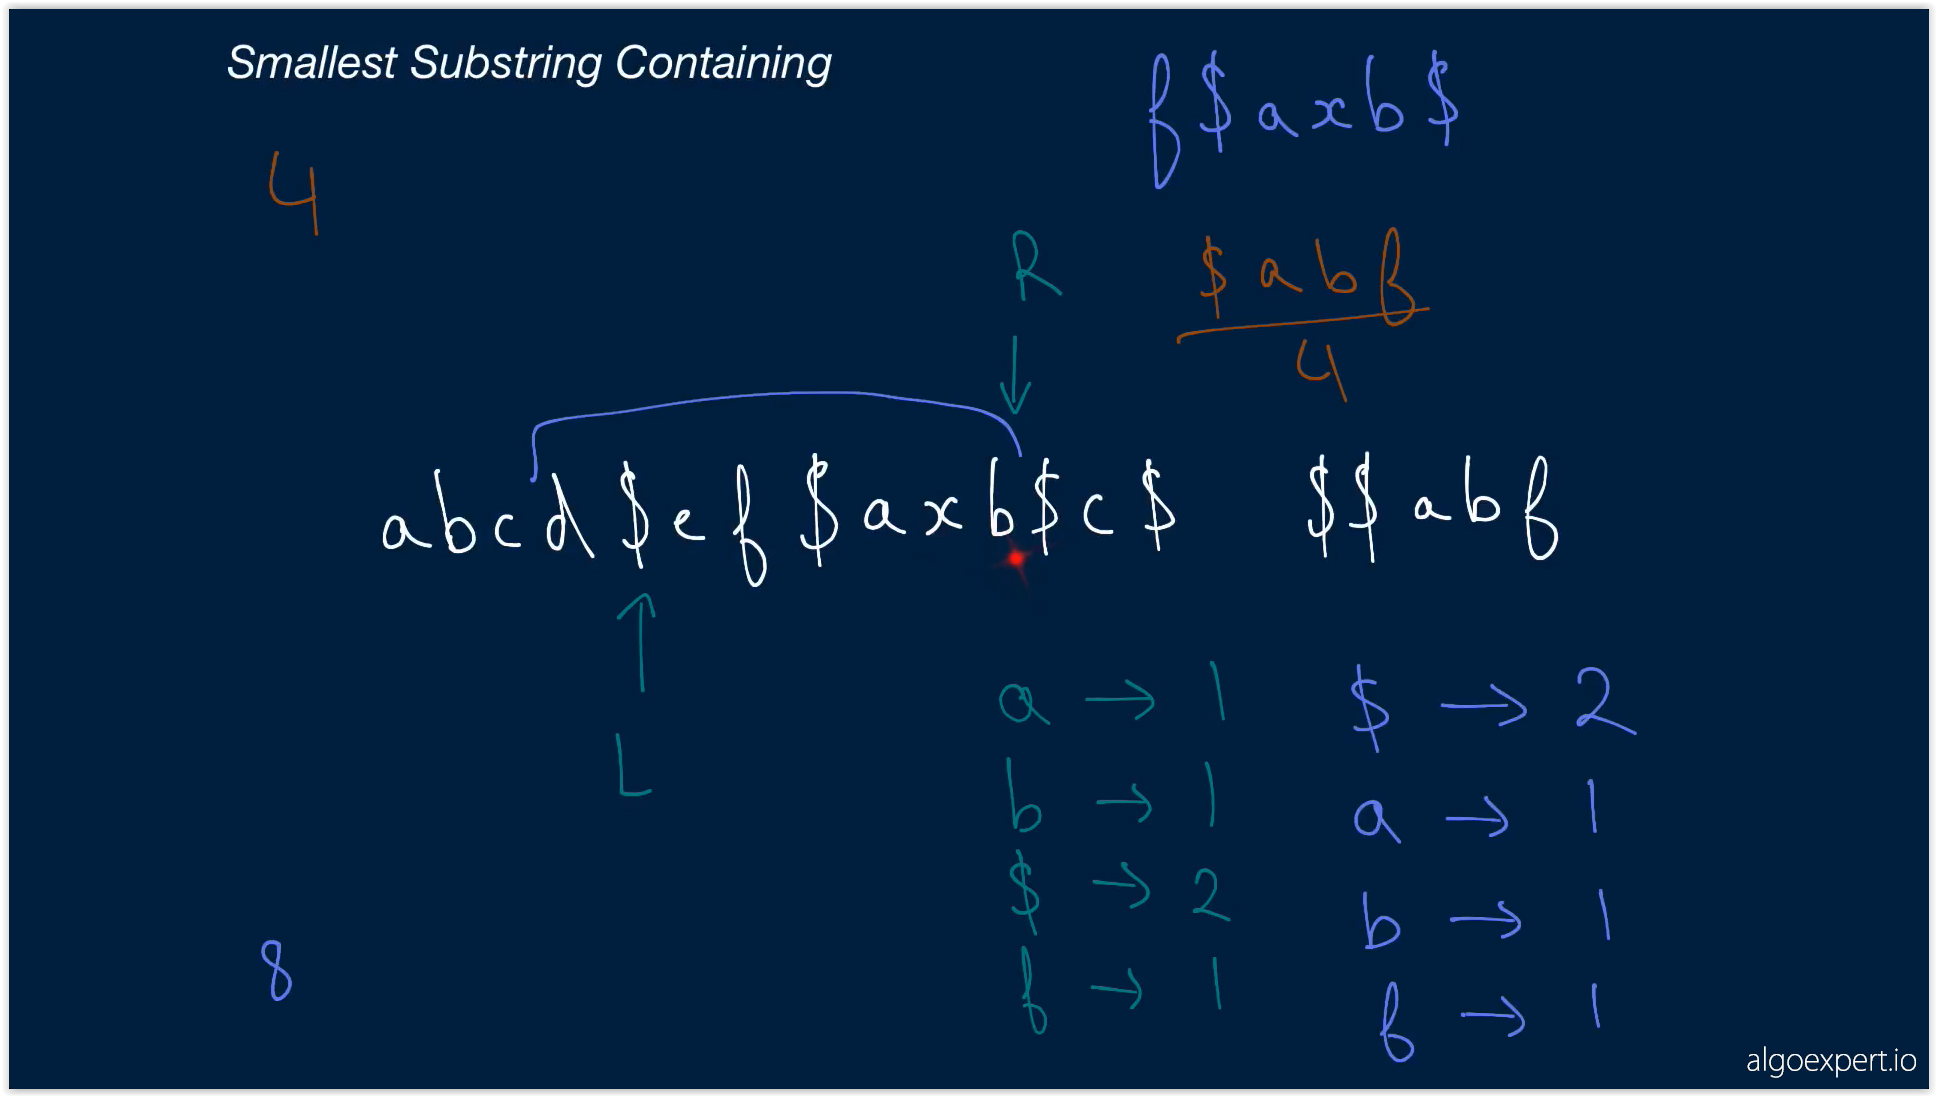 Smallest Substring Containing
f$axb$
4
R
$abf
4
abcd$ef$axb$c$ $$abf
L
a → 1
b → 1
$ → 2
f → 1
$ → 2
a → 1
b → 1
f → 1
8
algoexpert.io